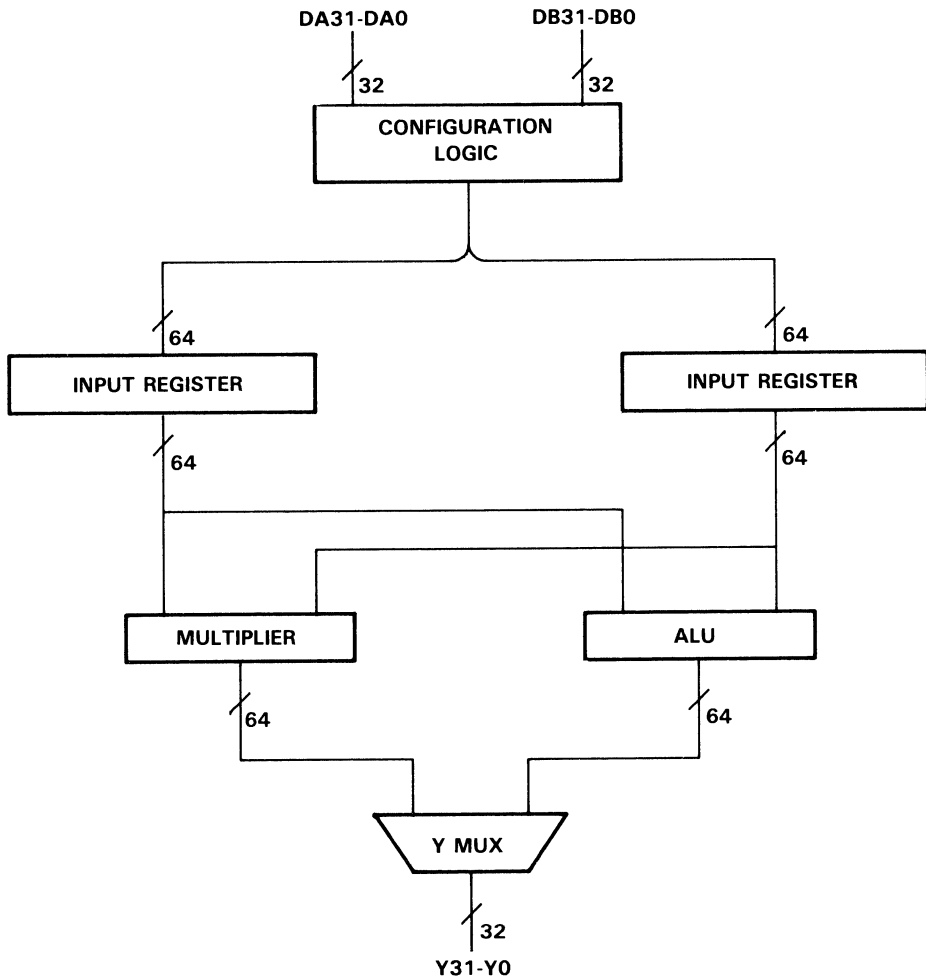 DA31-DA0
DB31-DB0
32
32
CONFIGURATION
LOGIC
64
64
INPUT REGISTER
INPUT REGISTER
64
64
MULTIPLIER
ALU
64
64
Y MUX
32
Y31-Y0